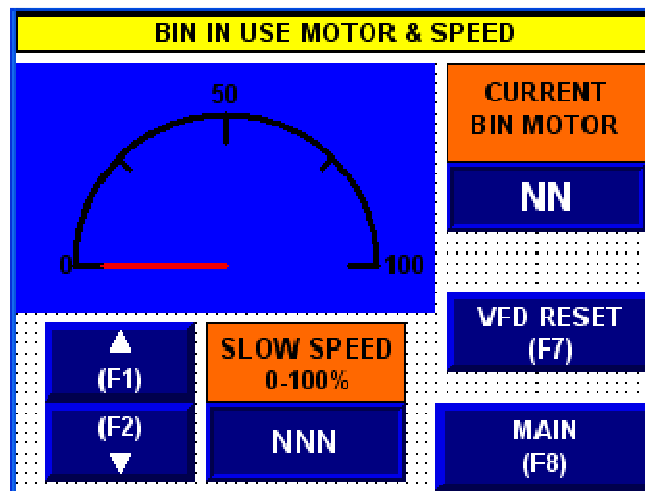 BIN IN USE MOTOR & SPEED
50
0
100
CURRENT
BIN MOTOR
NN
VFD RESET
(F7)
(F1)
(F2)
SLOW SPEED
0-100%
NNN
MAIN
(F8)